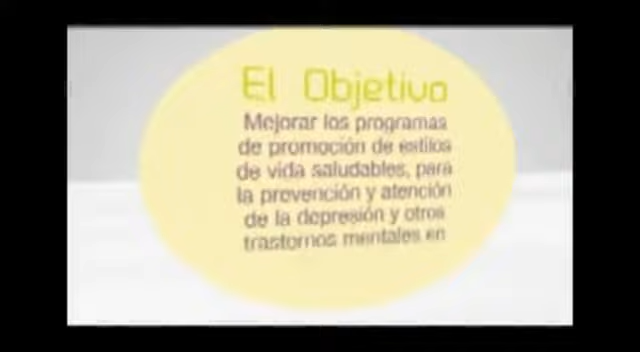 El Objetivo
Mejorar los programas
de promoción de estilos
de vida saludables, para
la prevención y atención
de la depresión y otros
trastornos mentales en